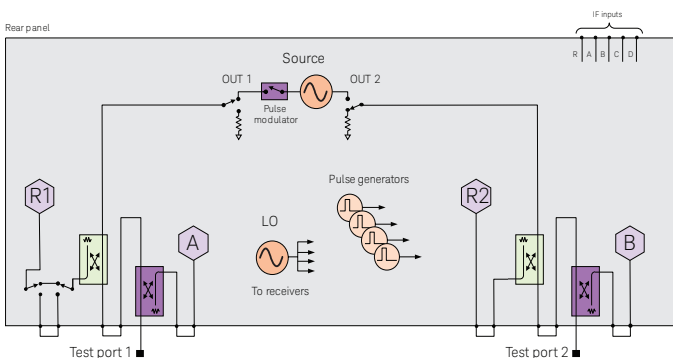 IF inputs
Rear panel
R A B C D
Source
OUT 1
OUT 2
Pulse
modulator
Pulse generators
R1
R2
A
LO
B
To receivers
Test port 1
Test port 2